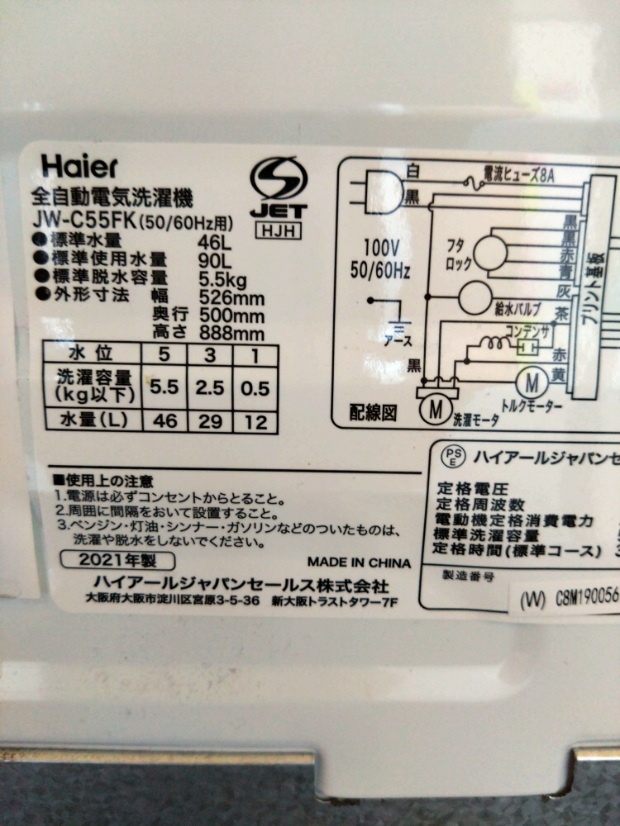 Haier
全自動電気洗濯機
JW-C55FK(50/60Hz用)
JET
HJH
●標準水量 46L
●標準使用水量 90L
●標準脱水容量 5.5kg
●外形寸法 幅 526mm
奥行 500mm
高さ 888mm
水位 5 3 1
洗濯容量(kg以下) 5.5 2.5 0.5
水量(L) 46 29 12
白
電流ヒューズ8A
黒
100V
50/60Hz
アース
フタロック
黒
黒
赤
青
給水バルブ
灰
茶
コンデンサ
赤
黄
黒
M
トルクモーター
M
洗濯モータ
配線図
プリント基板
■使用上の注意
1.電源は必ずコンセントからとること。
2.周囲に間隔をおいて設置すること。
3.ベンジン・灯油・シンナー・ガソリンなどのついたものは、
洗濯や脱水をしないでください。
2021年製
MADE IN CHINA
ハイアールジャパンセールス株式会社
大阪府大阪市淀川区宮原3-5-36 新大阪トラストタワー7F
PSE ハイアールジャパンセ
定格電圧
定格周波数
電動機定格消費電力
標準洗濯容量
定格時間(標準コース)
製造番号
(W) C8M190056